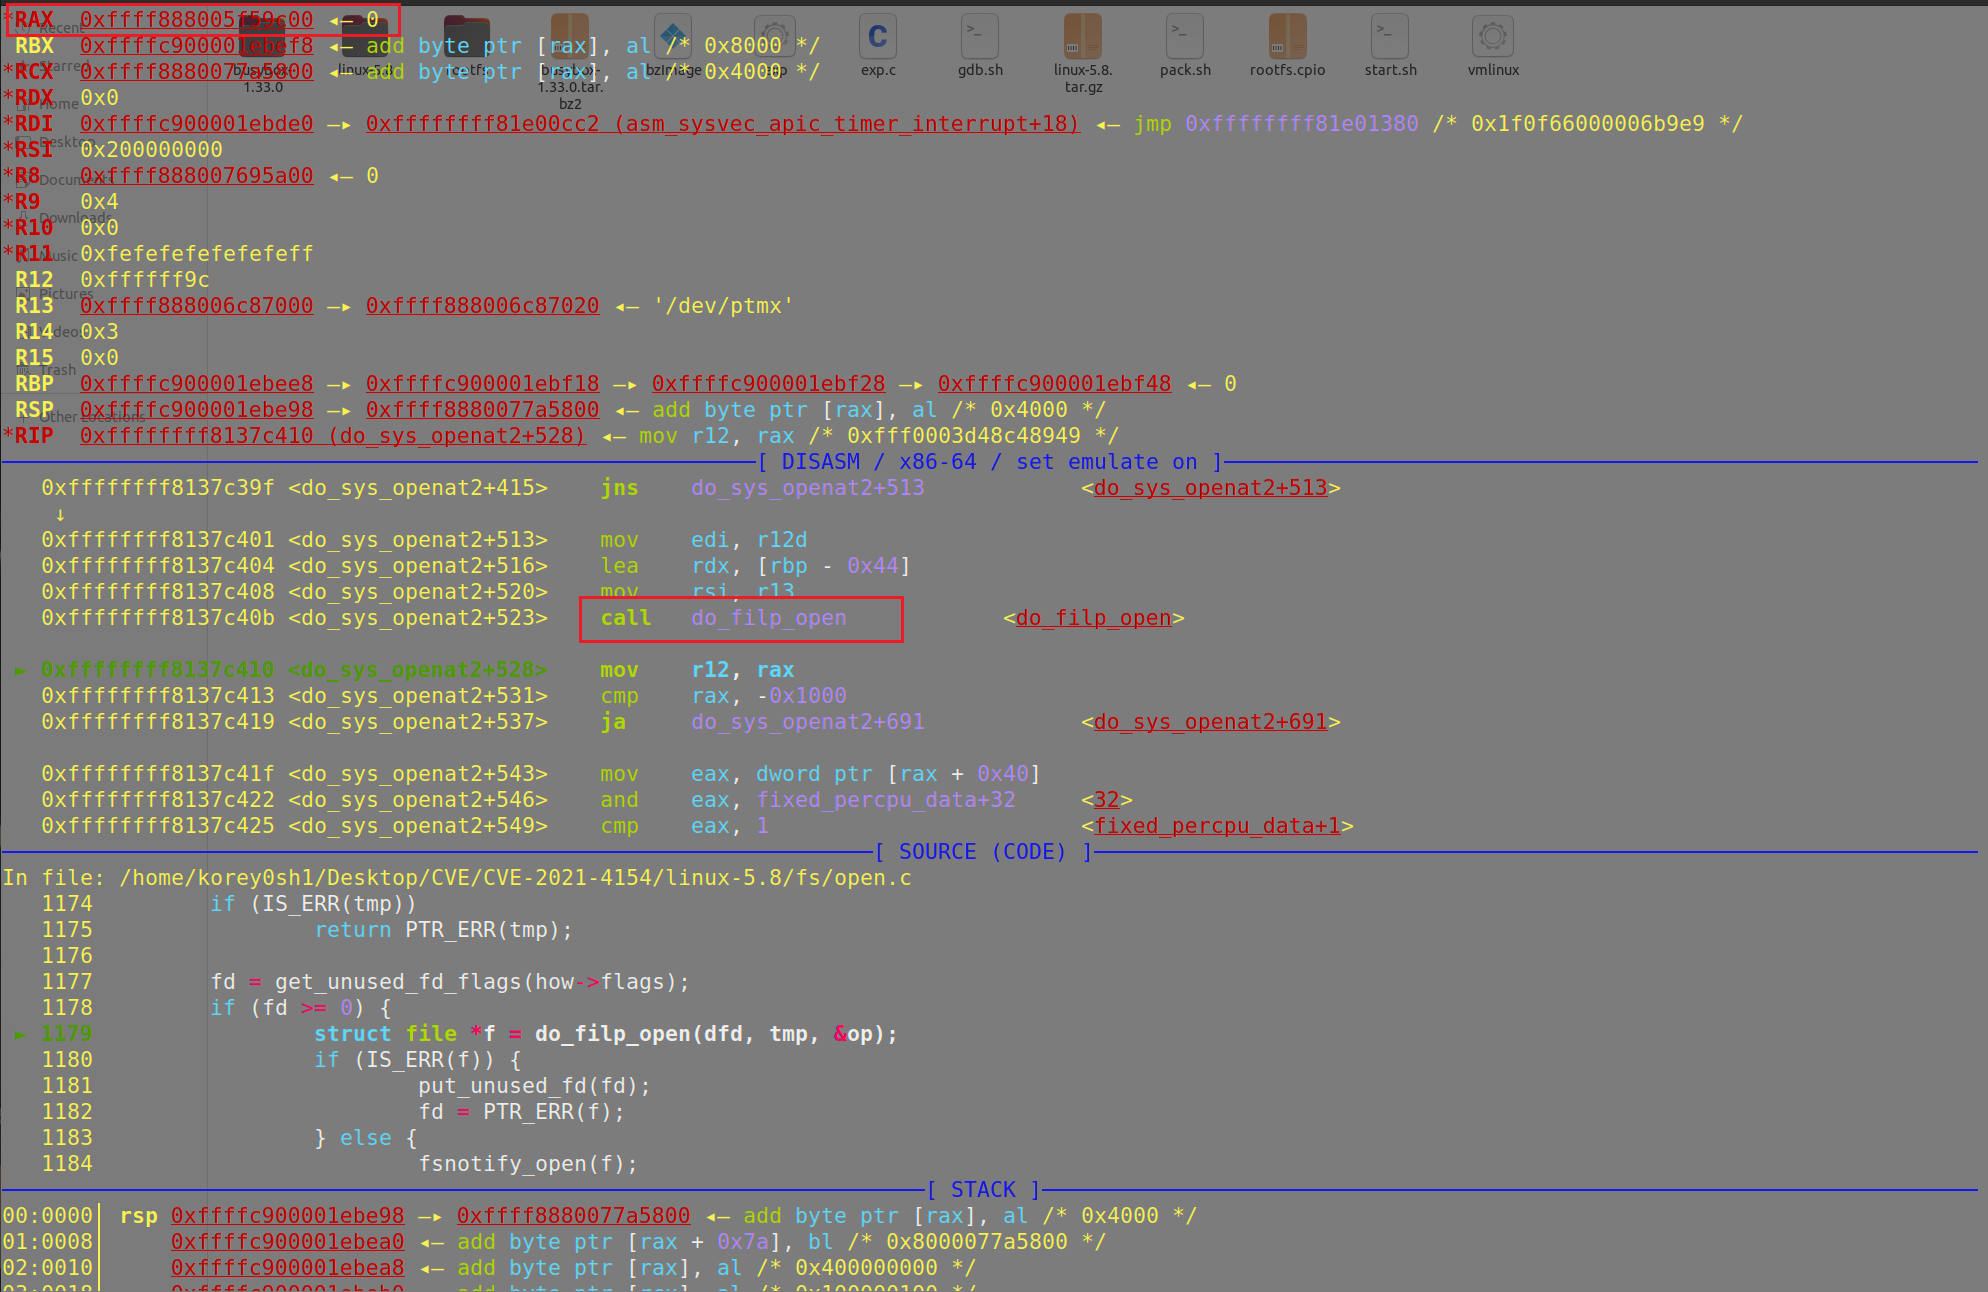 *RAX  0xffff888005f59c00 ◂— 0
Recent
RBX  0xffffc900001ebef8 ◂— add byte ptr [rax], al /* 0x8000 */
Starred
*RCX  0xffff8880077a5800 ◂— add byte ptr [rax], al /* 0x4000 */
linux-5.8 rootfs bzImage exp.c gdb.sh linux-5.8. pack.sh rootfs.cpio start.sh vmlinux
1.33.0 1.33.0.tar. tar.gz
bz2
*RDX  0x0
Home
*RDI  0xffffc900001ebde0 —▸ 0xffffffff81e00cc2 (asm_sysvec_apic_timer_interrupt+18) ◂— jmp 0xffffffff81e01380 /* 0x1f0f66000006b9e9 */
Desktop
*RSI  0x200000000
*R8  0xffff888007695a00 ◂— 0
Documents
*R9  0x4
Downloads
*R10  0x0
*R11  0xfefefefefefefeff
Music
R12  0xffffff9c
Pictures
R13  0xffff888006c87000 —▸ 0xffff888006c87020 ◂— '/dev/ptmx'
R14  0x3
Videos
R15  0x0
Trash
RBP  0xffffc900001ebee8 —▸ 0xffffc900001ebf18 —▸ 0xffffc900001ebf28 —▸ 0xffffc900001ebf48 ◂— 0
RSP  0xffffc900001ebe98 —▸ 0xffff8880077a5800 ◂— add byte ptr [rax], al /* 0x4000 */
Other Locations
*RIP  0xffffffff8137c410 (do_sys_openat2+528) ◂— mov r12, rax /* 0xfff0003d48c48949 */
[ DISASM / x86-64 / set emulate on ]
0xffffffff8137c39f <do_sys_openat2+415>    jns    do_sys_openat2+513    <do_sys_openat2+513>
↓
0xffffffff8137c401 <do_sys_openat2+513>    mov    edi, r12d
0xffffffff8137c404 <do_sys_openat2+516>    lea    rdx, [rbp - 0x44]
0xffffffff8137c408 <do_sys_openat2+520>    mov    rsi, r13
0xffffffff8137c40b <do_sys_openat2+523>    call   do_filp_open    <do_filp_open>
► 0xffffffff8137c410 <do_sys_openat2+528>    mov    r12, rax
0xffffffff8137c413 <do_sys_openat2+531>    cmp    rax, -0x1000
0xffffffff8137c419 <do_sys_openat2+537>    ja     do_sys_openat2+691    <do_sys_openat2+691>
0xffffffff8137c41f <do_sys_openat2+543>    mov    eax, dword ptr [rax + 0x40]
0xffffffff8137c422 <do_sys_openat2+546>    and    eax, fixed_percpu_data+32    <32>
0xffffffff8137c425 <do_sys_openat2+549>    cmp    eax, 1    <fixed_percpu_data+1>
[ SOURCE (CODE) ]
In file: /home/korey0sh1/Desktop/CVE/CVE-2021-4154/linux-5.8/fs/open.c
1174         if (IS_ERR(tmp))
1175                 return PTR_ERR(tmp);
1176
1177         fd = get_unused_fd_flags(how->flags);
1178         if (fd >= 0) {
► 1179                 struct file *f = do_filp_open(dfd, tmp, &op);
1180                 if (IS_ERR(f)) {
1181                         put_unused_fd(fd);
1182                         fd = PTR_ERR(f);
1183                 } else {
1184                         fsnotify_open(f);
[ STACK ]
00:0000│ rsp 0xffffc900001ebe98 —▸ 0xffff8880077a5800 ◂— add byte ptr [rax], al /* 0x4000 */
01:0008│     0xffffc900001ebea0 ◂— add byte ptr [rax + 0x7a], bl /* 0x8000077a5800 */
02:0010│     0xffffc900001ebea8 ◂— add byte ptr [rax], al /* 0x400000000 */
03:0018│     0xffffc900001ebeb0 ◂— add byte ptr [rax], al /* 0x100000100 */